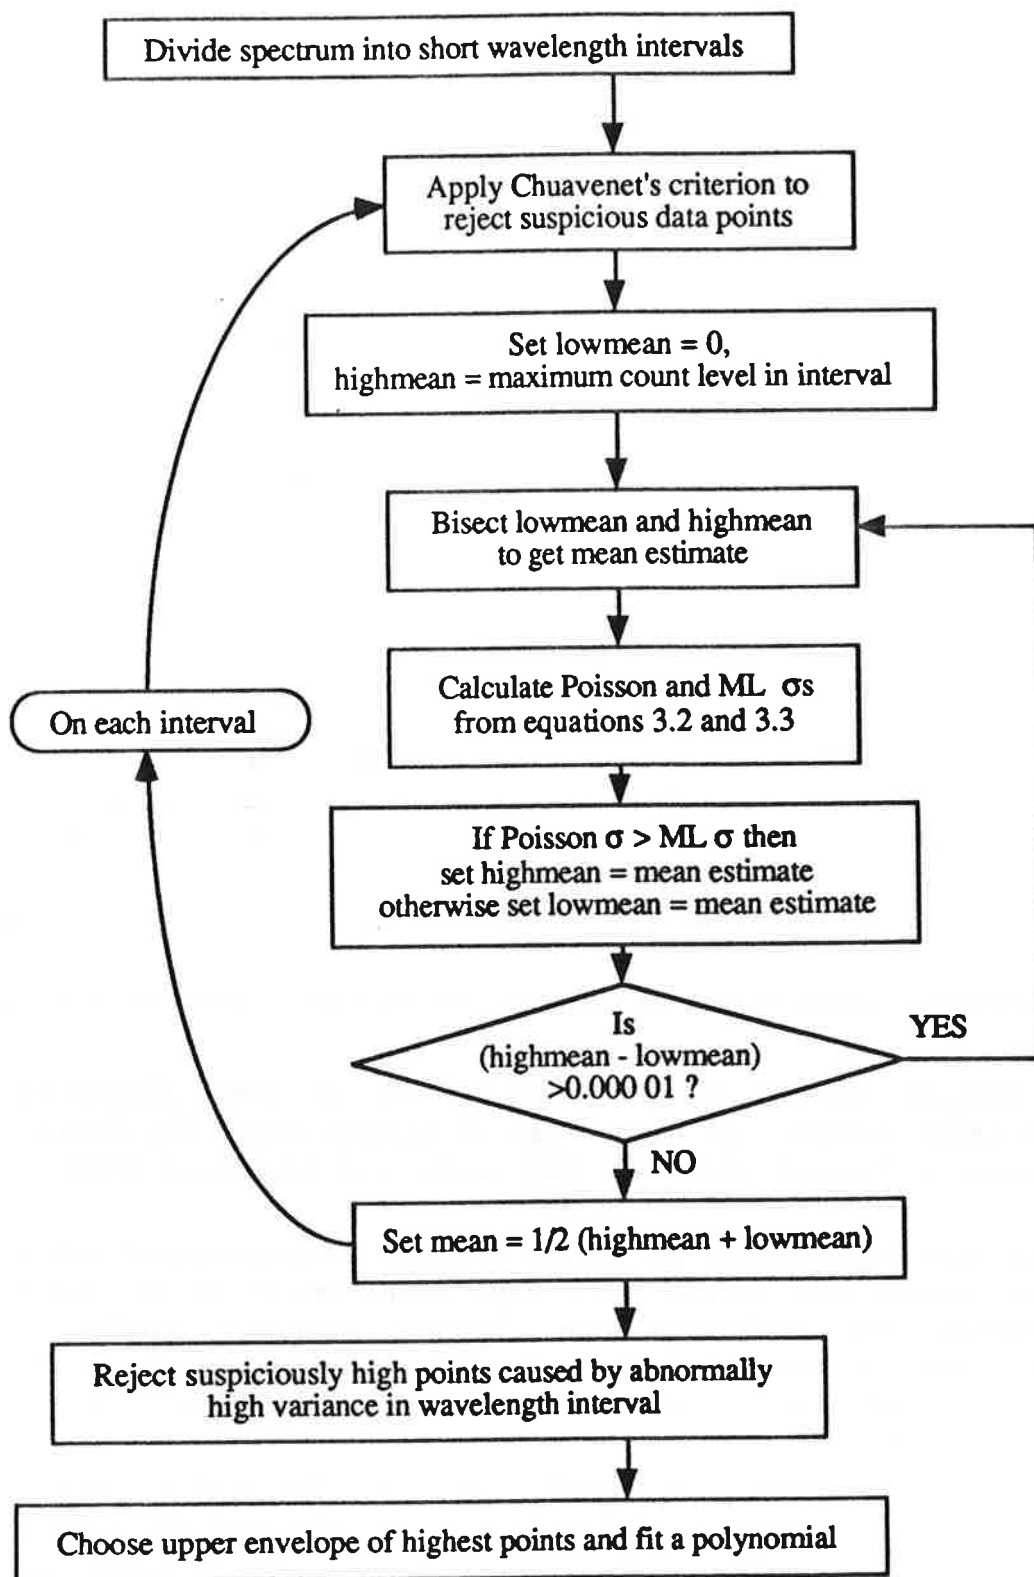 Divide spectrum into short wavelength intervals
Apply Chuavenet's criterion to
reject suspicious data points
Set lowmean = 0,
highmean = maximum count level in interval
Bisect lowmean and highmean
to get mean estimate
Calculate Poisson and ML σs
from equations 3.2 and 3.3
On each interval
If Poisson σ > ML σ then
set highmean = mean estimate
otherwise set lowmean = mean estimate
Is
(highmean - lowmean)
>0.000 01 ?
YES
NO
Set mean = 1/2 (highmean + lowmean)
Reject suspiciously high points caused by abnormally
high variance in wavelength interval
Choose upper envelope of highest points and fit a polynomial